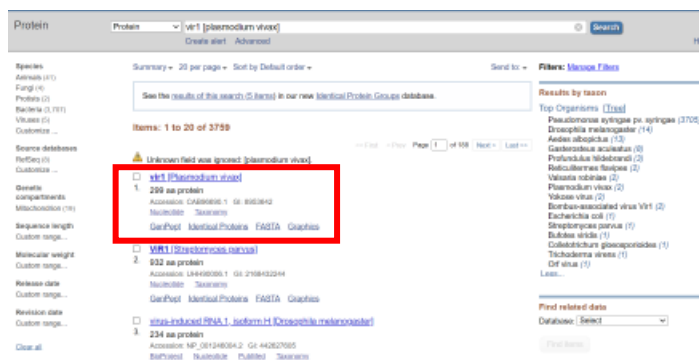 Protein
Protein
vir1 [plasmodium vivax]
Search
Create alert Advanced
H
Species
Animals (41)
Fungi (4)
Protists (2)
Bacteria (3,701)
Viruses (5)
Customize ...
Source databases
RefSeq (8)
Customize ...
Genetic
compartments
Mitochondrion (19)
Sequence length
Custom range...
Molecular weight
Custom range...
Release date
Custom range...
Revision date
Custom range...
Clear all
Summary 20 per page Sort by Default order
Send to:
See the results of this search (5 items) in our new Identical Protein Groups database.
Items: 1 to 20 of 3759
<< First < Prev Page 1 of 188 Next > Last >>
Unknown field was ignored: [plasmodium vivax].
vir1 [Plasmodium vivax]
1.
299 aa protein
Nucleotide Taxonomy
GenPept Identical Proteins FASTA Graphics
VIR1 [Streptomyces parvus]
2.
932 aa protein
Nucleotide Taxonomy
GenPept Identical Proteins FASTA Graphics
virus-induced RNA 1, isoform H [Drosophila melanogaster]
3.
234 aa protein
Accession: NP_001246004.2 GI: 442627605
BioProject Nucleotide PubMed Taxonomy
Filters: Manage Filters
Results by taxon
Top Organisms [Tree]
Pseudomonas syringae pv. syringae (3705)
Drosophila melanogaster (14)
Aedes albopictus (13)
Gasterosteus aculeatus (8)
Profundulus hildebrandi (2)
Reticulitermes flavipes (2)
Valsaria robiniae (2)
Plasmodium vivax (2)
Yokose virus (2)
Bombus-associated virus Vir1 (2)
Escherichia coli (1)
Streptomyces parvus (1)
Bufotes viridis (1)
Colletotrichum gloeosporioides (1)
Trichoderma virens (1)
Orf virus (1)
Less...
Find related data
Database: Select
Find items